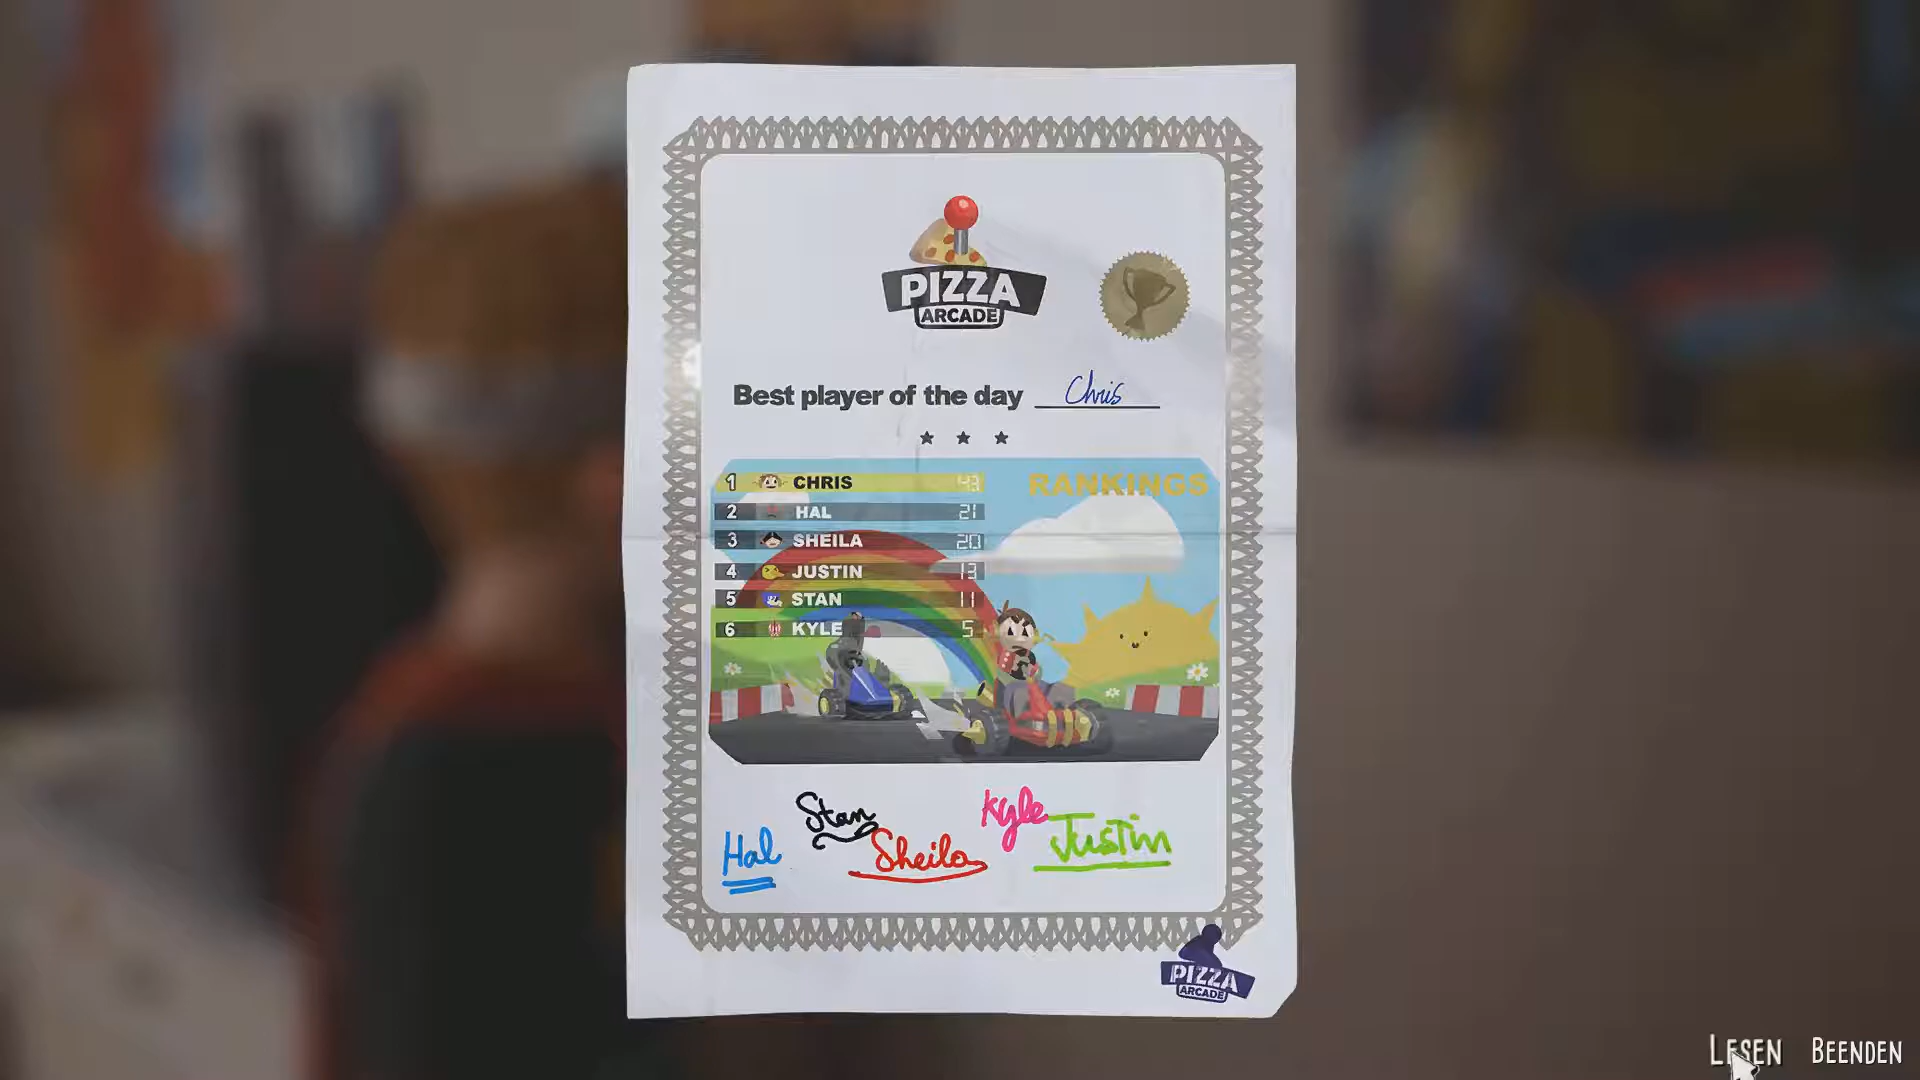 PIZZA
ARCADE
Best player of the day Chris
RANKINGS
1 CHRIS 43
2 HAL 21
3 SHEILA 20
4 JUSTIN 13
5 STAN 11
6 KYLE 5
Stan
Kyle
Hal
Sheila
Justin
PIZZA
ARCADE
LESEN BEENDEN